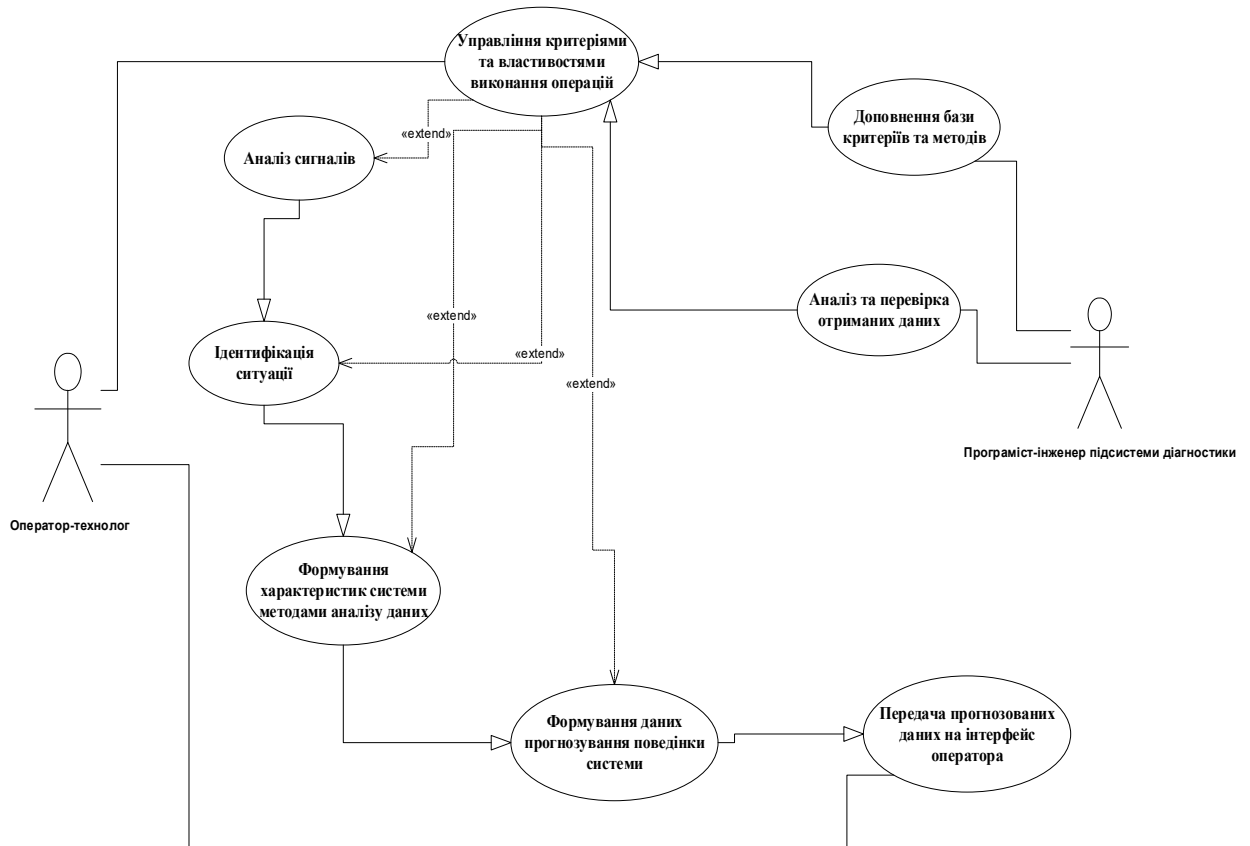 Управління критеріями
та властивостями
виконання операцій
«extend»
Аналіз сигналів
Доповнення бази
критеріїв та методів
Аналіз та перевірка
отриманих даних
«extend»
Ідентифікація
ситуації
«extend»
«extend»
Програміст-інженер підсистеми діагностики
Оператор-технолог
Формування
характеристик системи
методами аналізу даних
Формування даних
прогнозування поведінки
системи
Передача прогнозованих
даних на інтерфейс
оператора